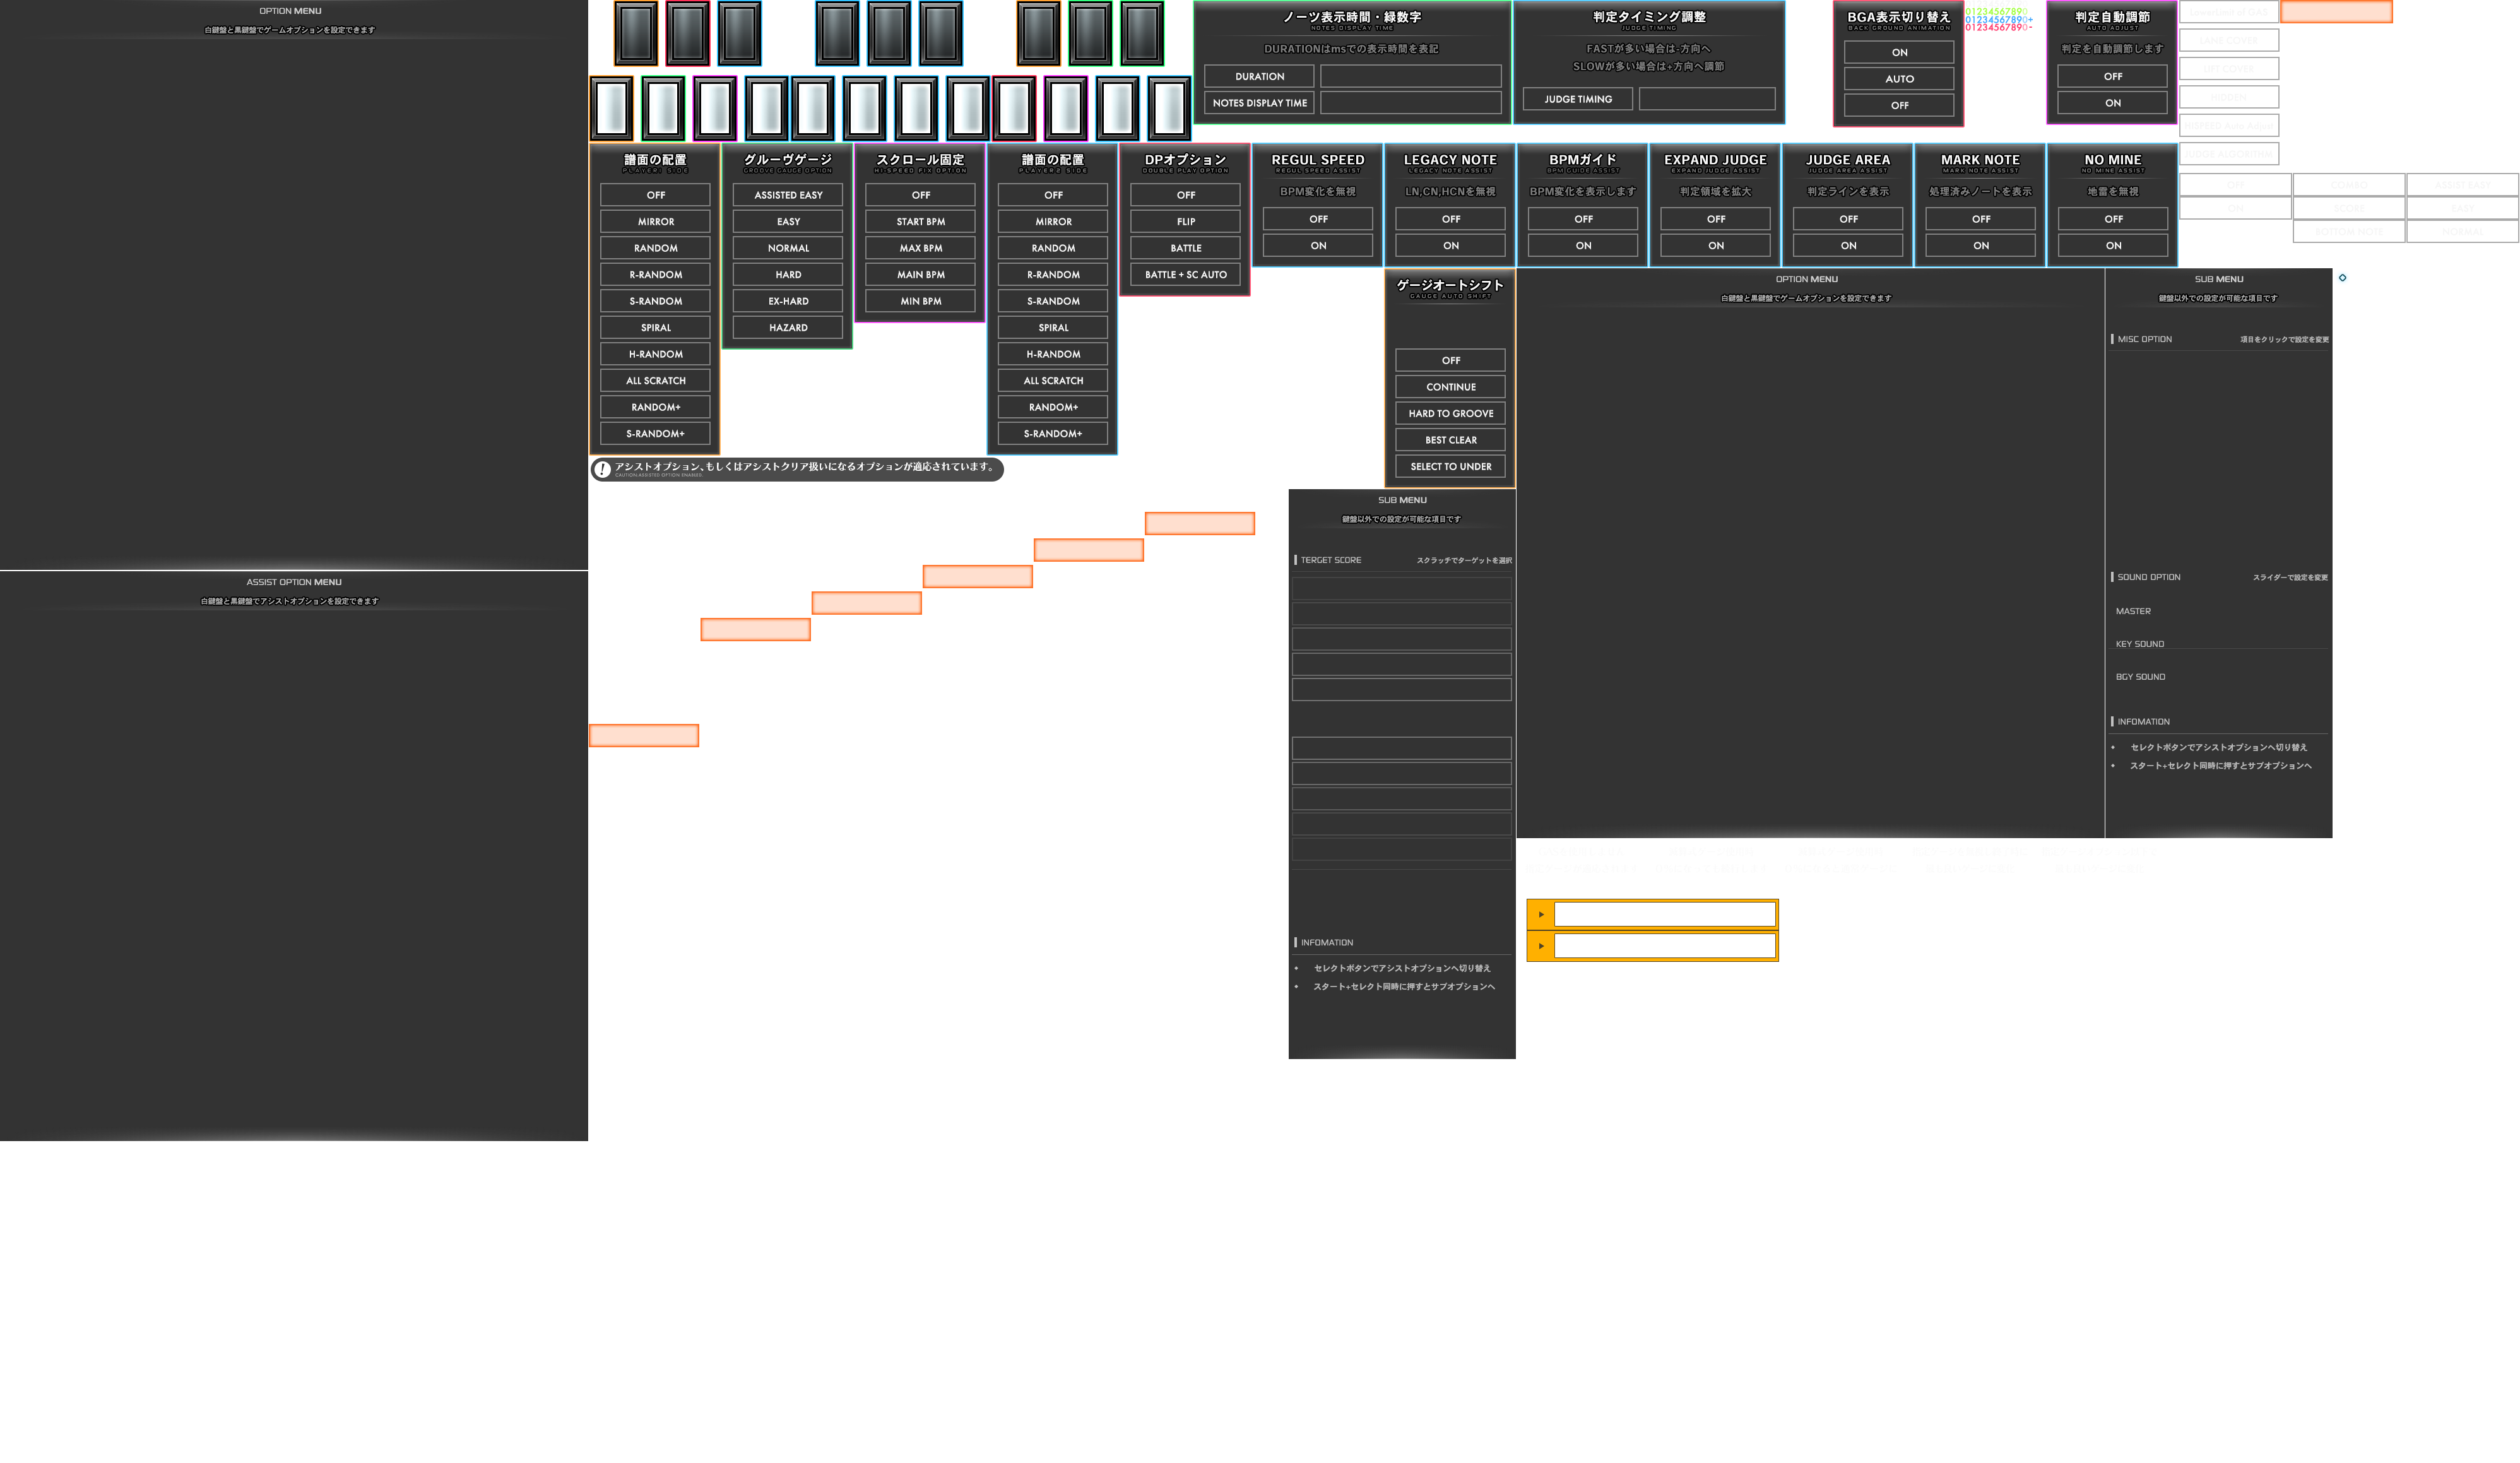 OPTION MENU
白鍵盤と黒鍵盤でゲームオプションを設定できます
ASSIST OPTION MENU
白鍵盤と黒鍵盤でアシストオプションを設定できます
ノーツ表示時間・緑数字
NOTES DISPLAY TIME
DURATIONはmsでの表示時間を表記
DURATION
NOTES DISPLAY TIME
判定タイミング調整
JUDGE TIMING
FASTが多い場合は-方向へ
SLOWが多い場合は+方向へ調節
JUDGE TIMING
BGA表示切り替え
BACK GROUND ANIMATION
ON
AUTO
OFF
01234567890
01234567890+
01234567890-
判定自動調節
AUTO ADJUST
判定を自動調節します
OFF
ON
譜面の配置
PLAYER1 SIDE
OFF
MIRROR
RANDOM
R-RANDOM
S-RANDOM
SPIRAL
H-RANDOM
ALL SCRATCH
RANDOM+
S-RANDOM+
グルーヴゲージ
GROOVE GAUGE OPTION
ASSISTED EASY
EASY
NORMAL
HARD
EX-HARD
HAZARD
スクロール固定
HI-SPEED FIX OPTION
OFF
START BPM
MAX BPM
MAIN BPM
MIN BPM
譜面の配置
PLAYER2 SIDE
OFF
MIRROR
RANDOM
R-RANDOM
S-RANDOM
SPIRAL
H-RANDOM
ALL SCRATCH
RANDOM+
S-RANDOM+
DPオプション
DOUBLE PLAY OPTION
OFF
FLIP
BATTLE
BATTLE + SC AUTO
REGUL SPEED
REGUL SPEED ASSIST
BPM変化を無視
OFF
ON
LEGACY NOTE
LEGACY NOTE ASSIST
LN,CN,HCNを無視
OFF
ON
BPMガイド
BPM GUIDE ASSIST
BPM変化を表示します
OFF
ON
EXPAND JUDGE
EXPAND JUDGE ASSIST
判定領域を拡大
OFF
ON
JUDGE AREA
JUDGE AREA ASSIST
判定ラインを表示
OFF
ON
MARK NOTE
MARK NOTE ASSIST
処理済みノートを表示
OFF
ON
NO MINE
NO MINE ASSIST
地雷を無視
OFF
ON
LANE COVER
LIFT COVER
HIDDEN
JUDGE ALGORITHM
OFF
COMBO
ASSIST EASY
ON
SCORE
EASY
BOTTOM NOTE
NORMAL
ゲージオートシフト
GAUGE AUTO SHIFT
OFF
CONTINUE
HARD TO GROOVE
BEST CLEAR
SELECT TO UNDER
! アシストオプション、もしくはアシストクリア扱いになるオプションが適応されています。
CAUTION:ASSISTED OPTION ENABLED.
OPTION MENU
白鍵盤と黒鍵盤でゲームオプションを設定できます
SUB MENU
鍵盤以外での設定が可能な項目です
MISC OPTION 項目をクリックで設定を変更
SOUND OPTION スライダーで設定を変更
MASTER
KEY SOUND
BGY SOUND
INFOMATION
セレクトボタンでアシストオプションへ切り替え
スタート+セレクト同時に押すとサブオプションへ
SUB MENU
鍵盤以外での設定が可能な項目です
TERGET SCORE スクラッチでターゲットを選択
INFOMATION
セレクトボタンでアシストオプションへ切り替え
スタート+セレクト同時に押すとサブオプションへ